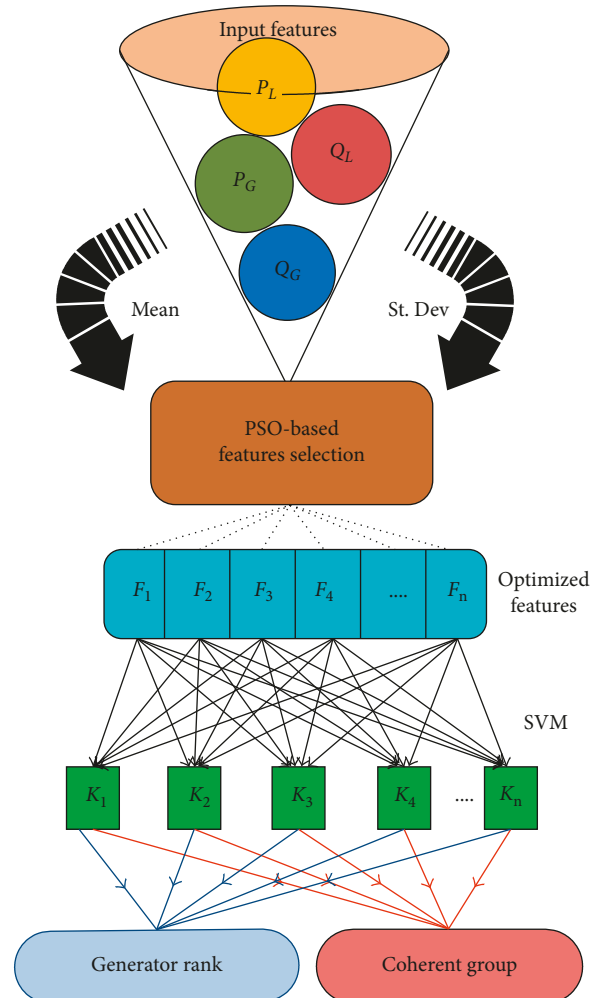 Input features
P_L
Q_L
P_G
Q_G
Mean
St. Dev
PSO-based
features selection
F_1 F_2 F_3 F_4 .... F_n
Optimized
features
SVM
K_1 K_2 K_3 K_4 .... K_n
Generator rank
Coherent group